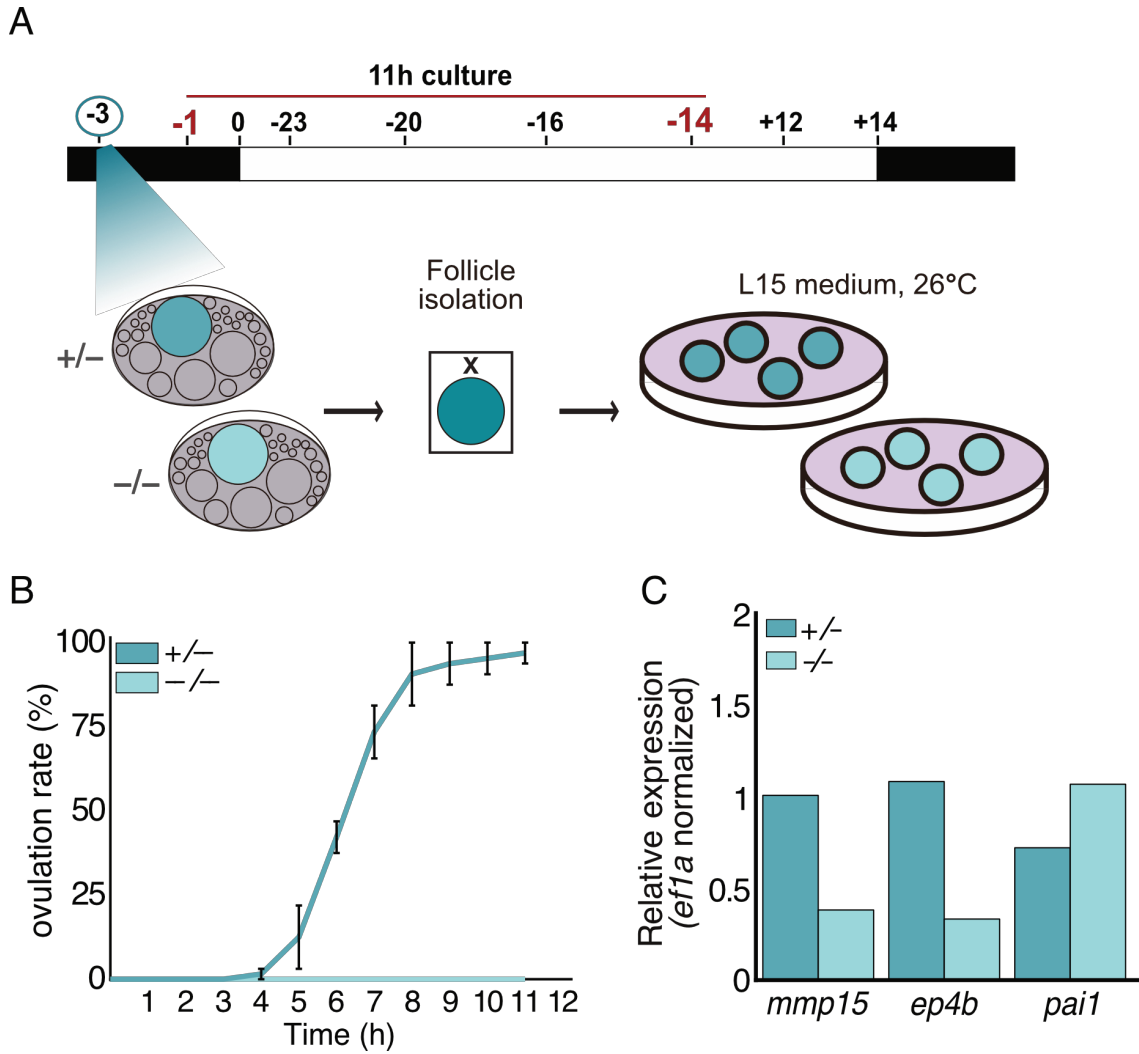 A
11h culture
-3
-1
0
-23
-20
-16
-14
+12
+14
Follicle
isolation
L15 medium, 26°C
+/−
−/−
X
B
100
75
50
25
0
+/−
−/−
ovulation rate (%)
1 2 3 4 5 6 7 8 9 10 11 12
Time (h)
C
2
1.5
1
0.5
0
+/-
-/-
Relative expression
(ef1a normalized)
mmp15 ep4b pai1